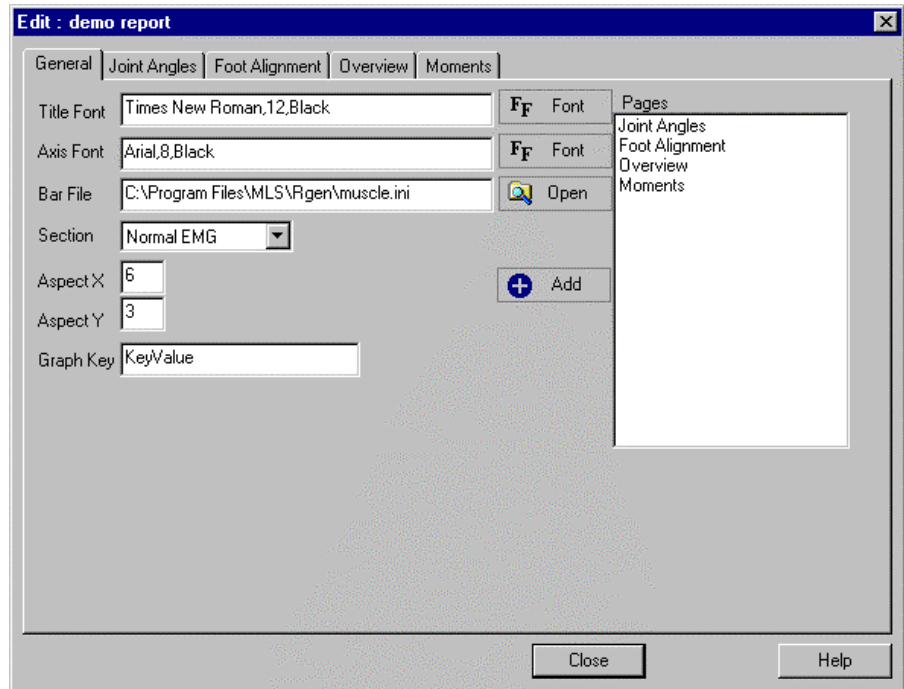 Edit : demo report
General
Joint Angles
Foot Alignment
Overview
Moments
Title Font
Times New Roman,12,Black
Font
Axis Font
Arial,8,Black
Font
Bar File
C:\Program Files\MLS\Rgen\muscle.ini
Open
Section
Normal EMG
Aspect X
6
Add
Aspect Y
3
Graph Key
KeyValue
Pages
Joint Angles
Foot Alignment
Overview
Moments
Close
Help